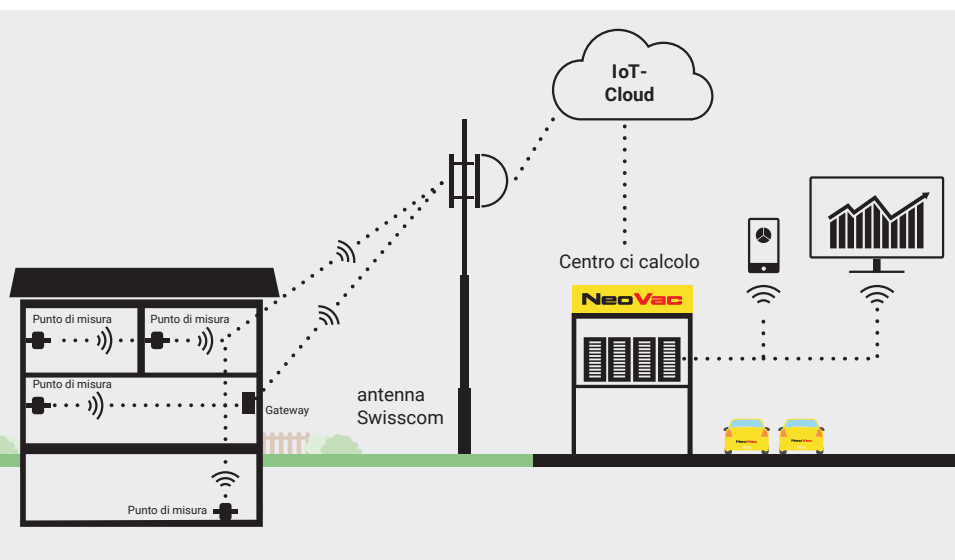 IoT-
Cloud
Centro ci calcolo
NeoVac
Punto di misura
Punto di misura
Punto di misura
Gateway
antenna
Swisscom
NeoVac
NeoVac
Punto di misura